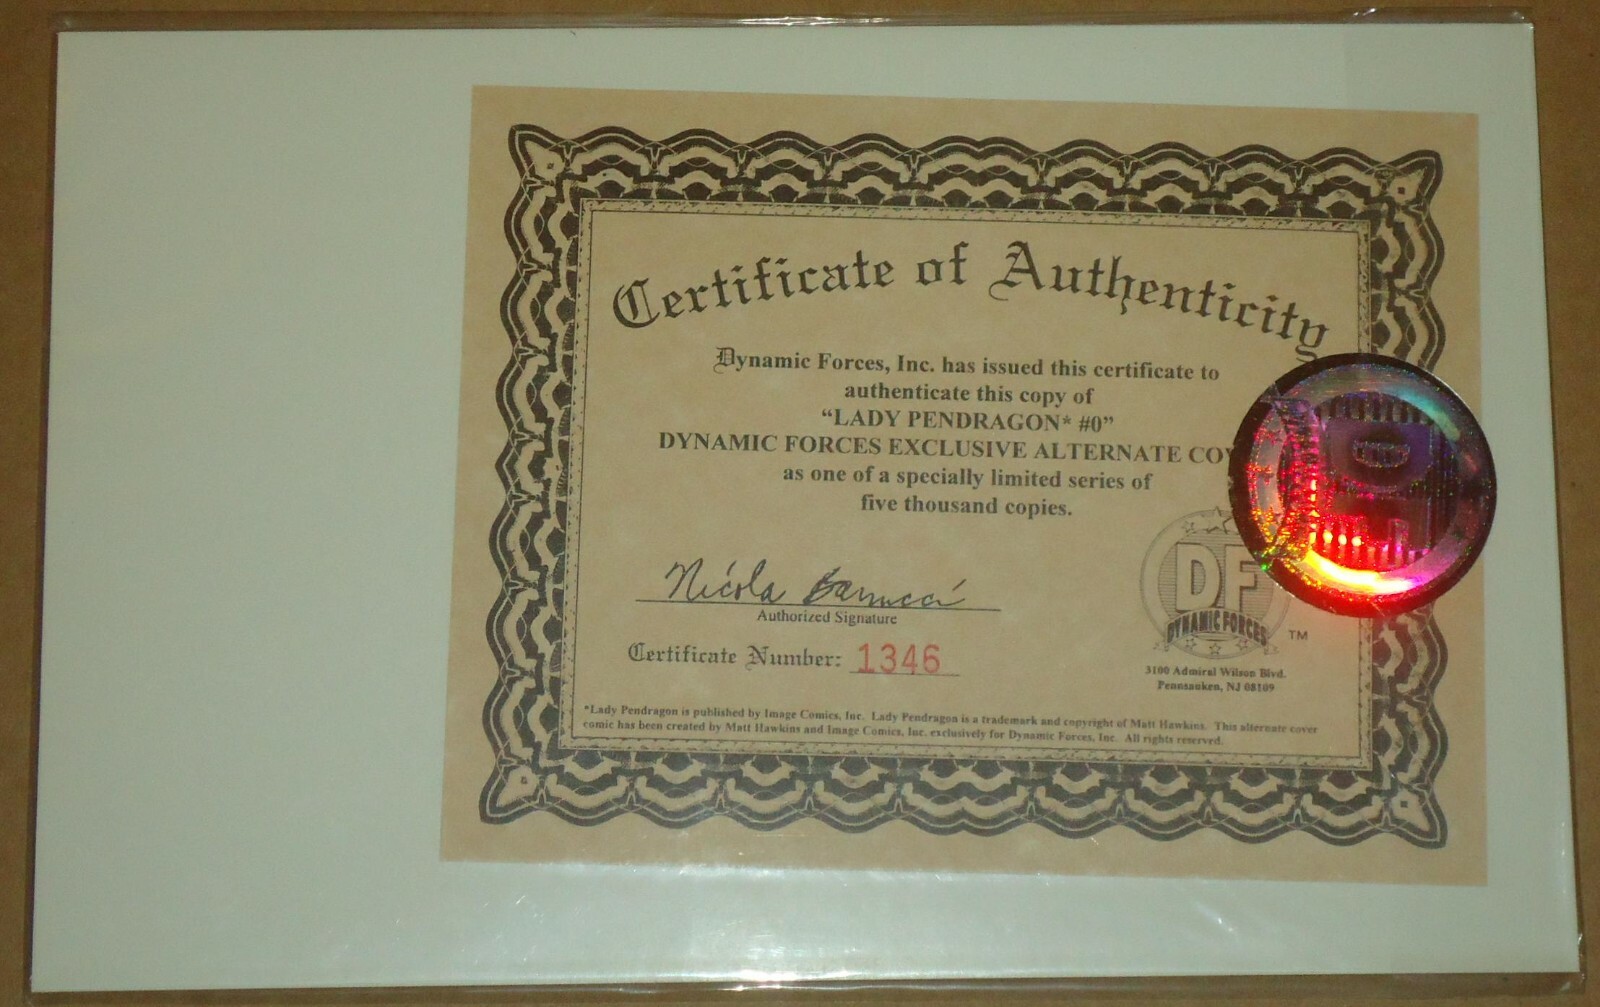 Certificate of Authenticity
Dynamic Forces, Inc. has issued this certificate to
authenticate this copy of
“LADY PENDRAGON* #0”
DYNAMIC FORCES EXCLUSIVE ALTERNATE COV
as one of a specially limited series of
five thousand copies.
Nicola Barrucci
Authorized Signature
Certificate Number: 1346
DF
DYNAMIC FORCES
TM
3100 Admiral Wilson Blvd.
Pennsauken, NJ 08109
*Lady Pendragon is published by Image Comics, Inc. Lady Pendragon is a trademark and copyright of Matt Hawkins. This alternate cover
comic has been created by Matt Hawkins and Image Comics, Inc. exclusively for Dynamic Forces, Inc. All rights reserved.